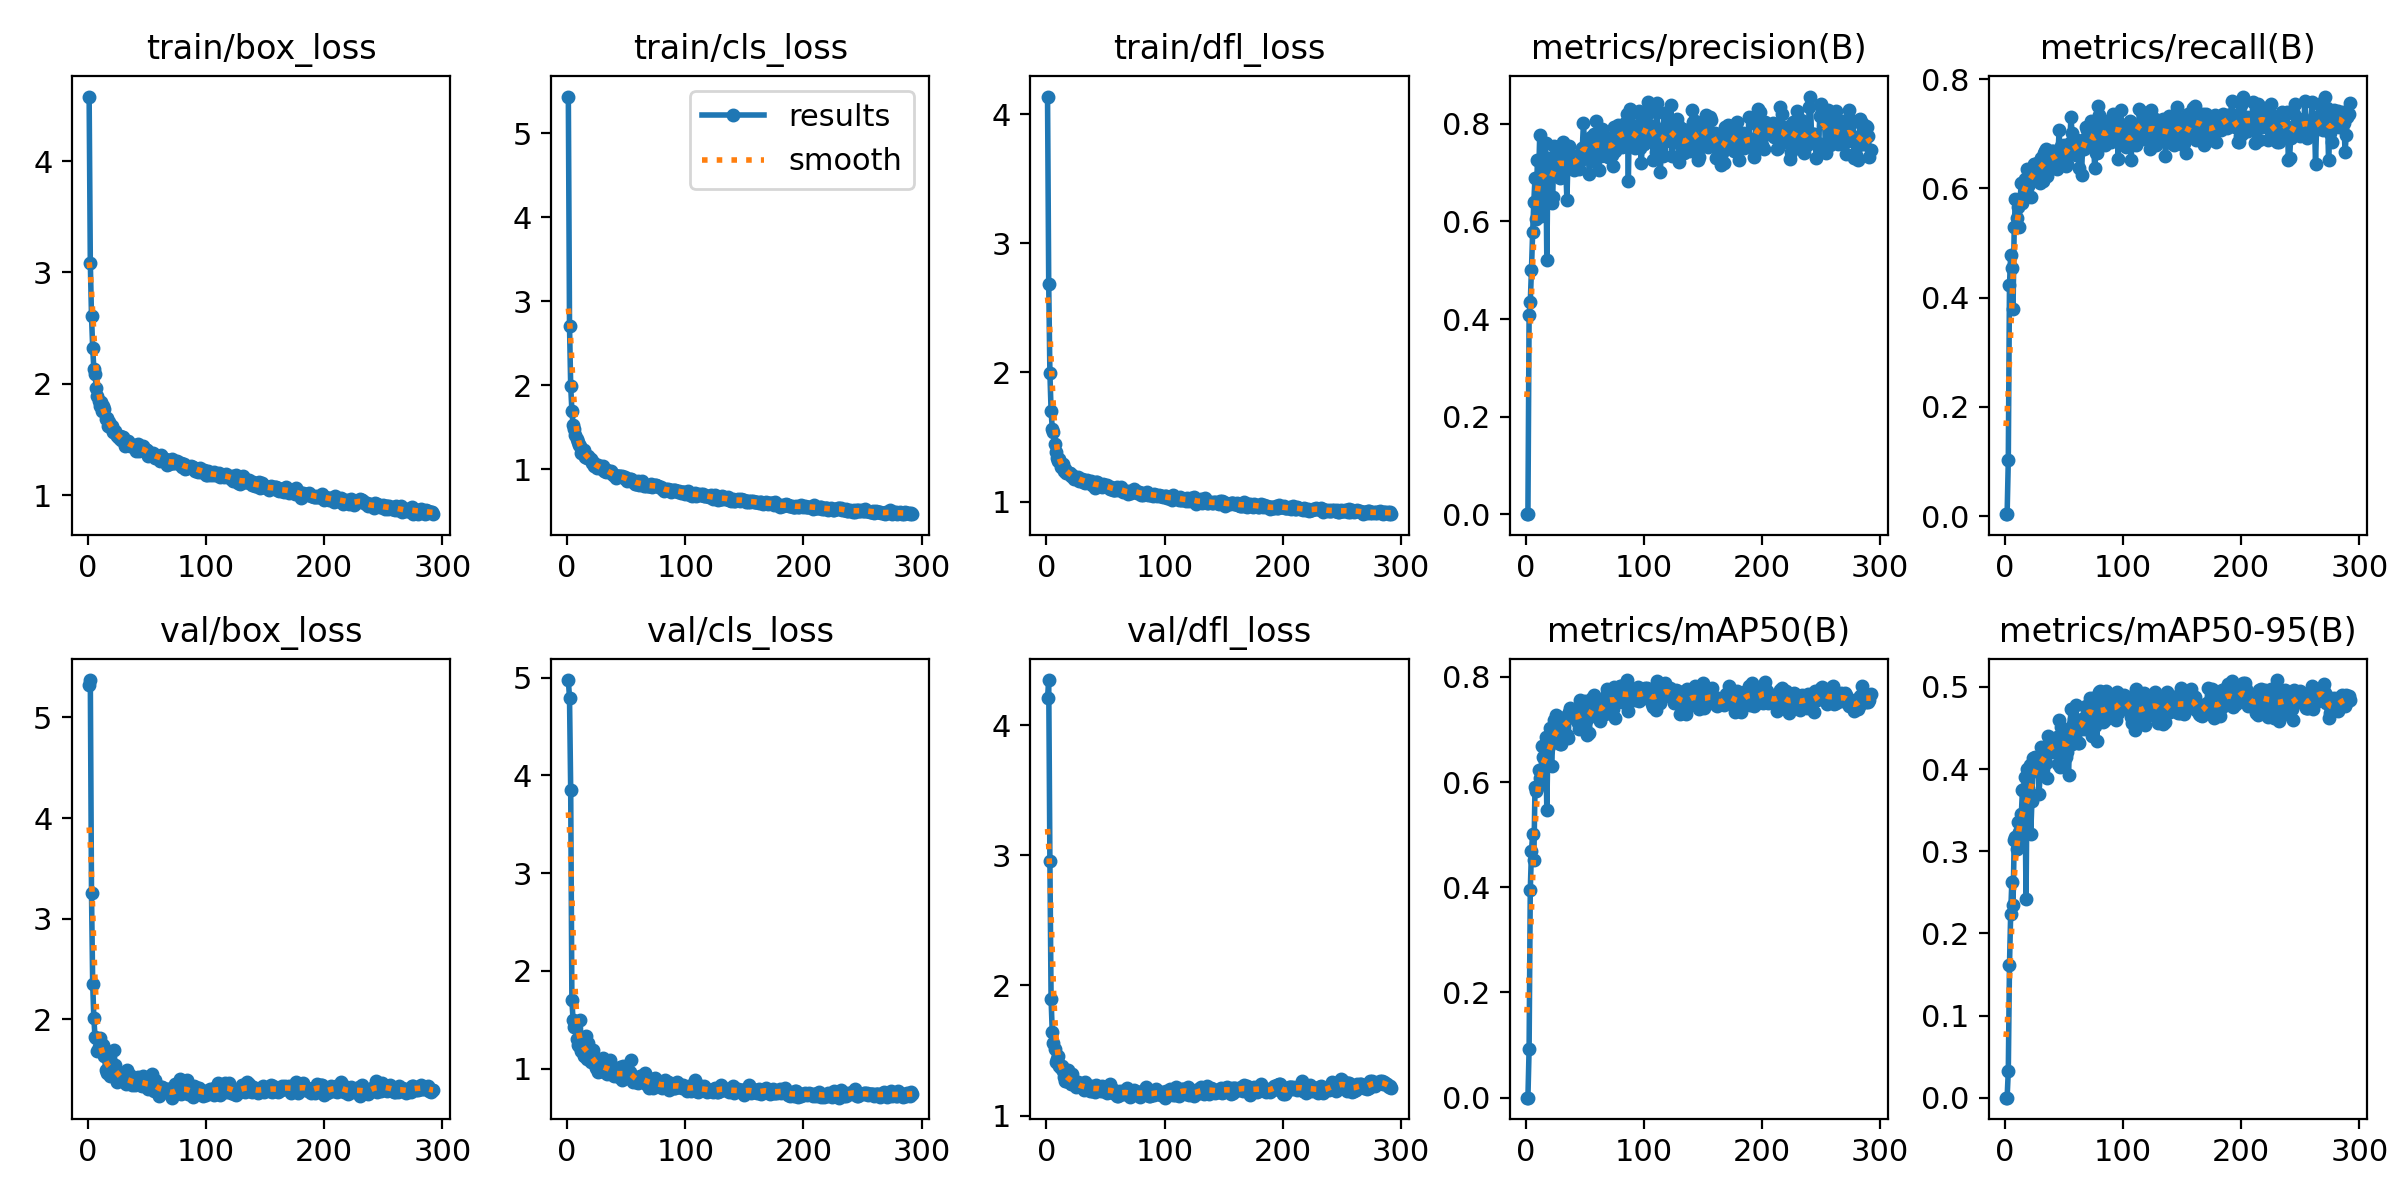 train/box_loss
4
3
2
1
0 100 200 300
train/cls_loss
results
smooth
5
4
3
2
1
0 100 200 300
train/dfl_loss
4
3
2
1
0 100 200 300
metrics/precision(B)
0.8
0.6
0.4
0.2
0.0
0 100 200 300
metrics/recall(B)
0.8
0.6
0.4
0.2
0.0
0 100 200 300
val/box_loss
5
4
3
2
0 100 200 300
val/cls_loss
5
4
3
2
1
0 100 200 300
val/dfl_loss
4
3
2
1
0 100 200 300
metrics/mAP50(B)
0.8
0.6
0.4
0.2
0.0
0 100 200 300
metrics/mAP50-95(B)
0.5
0.4
0.3
0.2
0.1
0.0
0 100 200 300